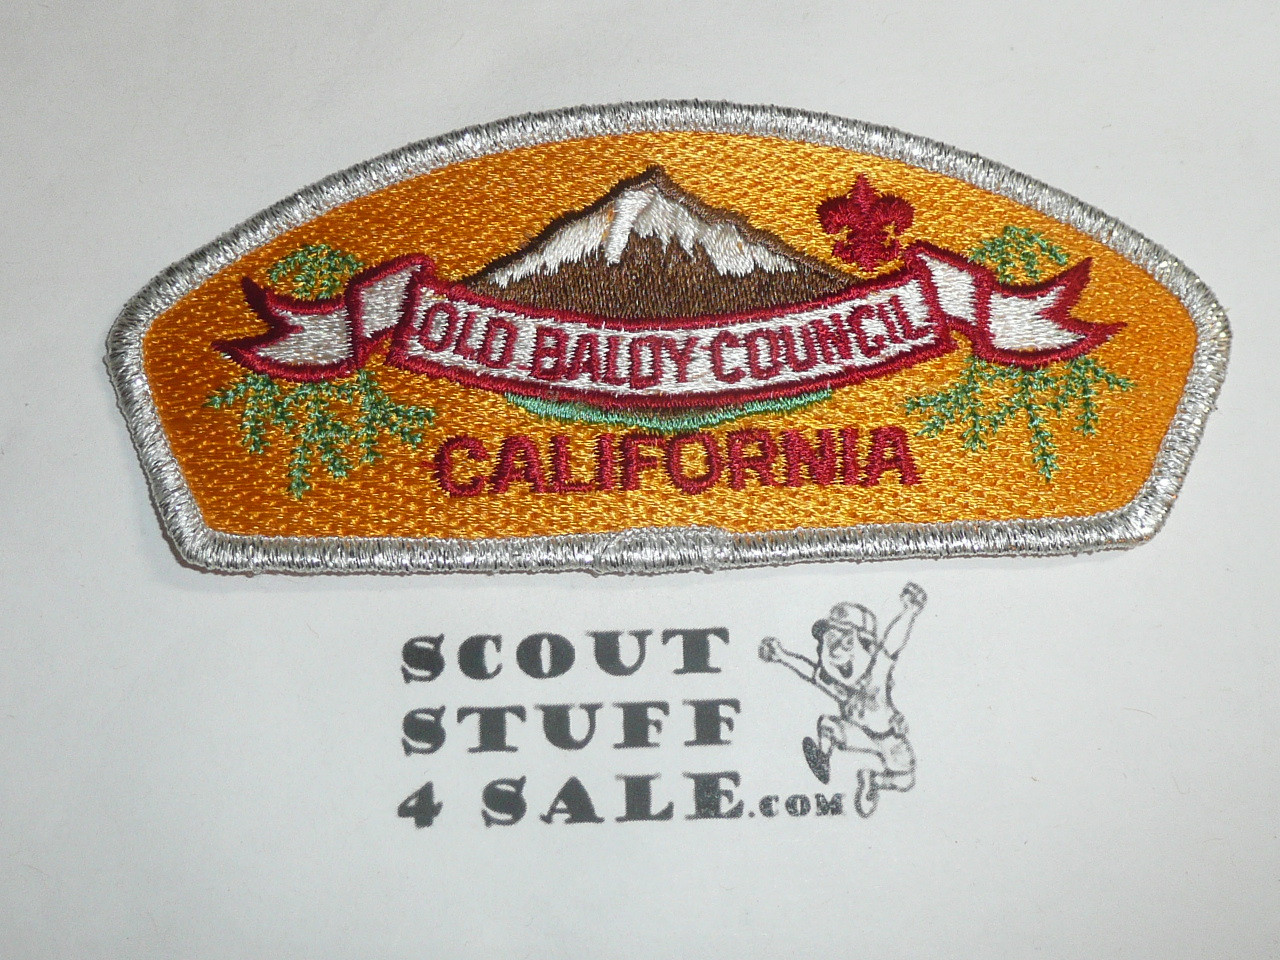 OLD BALDY COUNCIL
CALIFORNIA
SCOUT
STUFF
4 SALE.COM